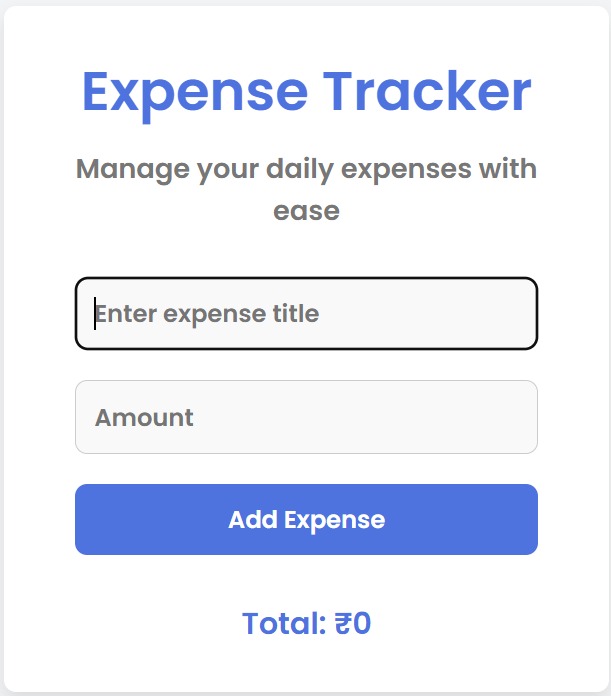 Expense Tracker
Manage your daily expenses with
ease
Enter expense title
Amount
Add Expense
Total: ₹0